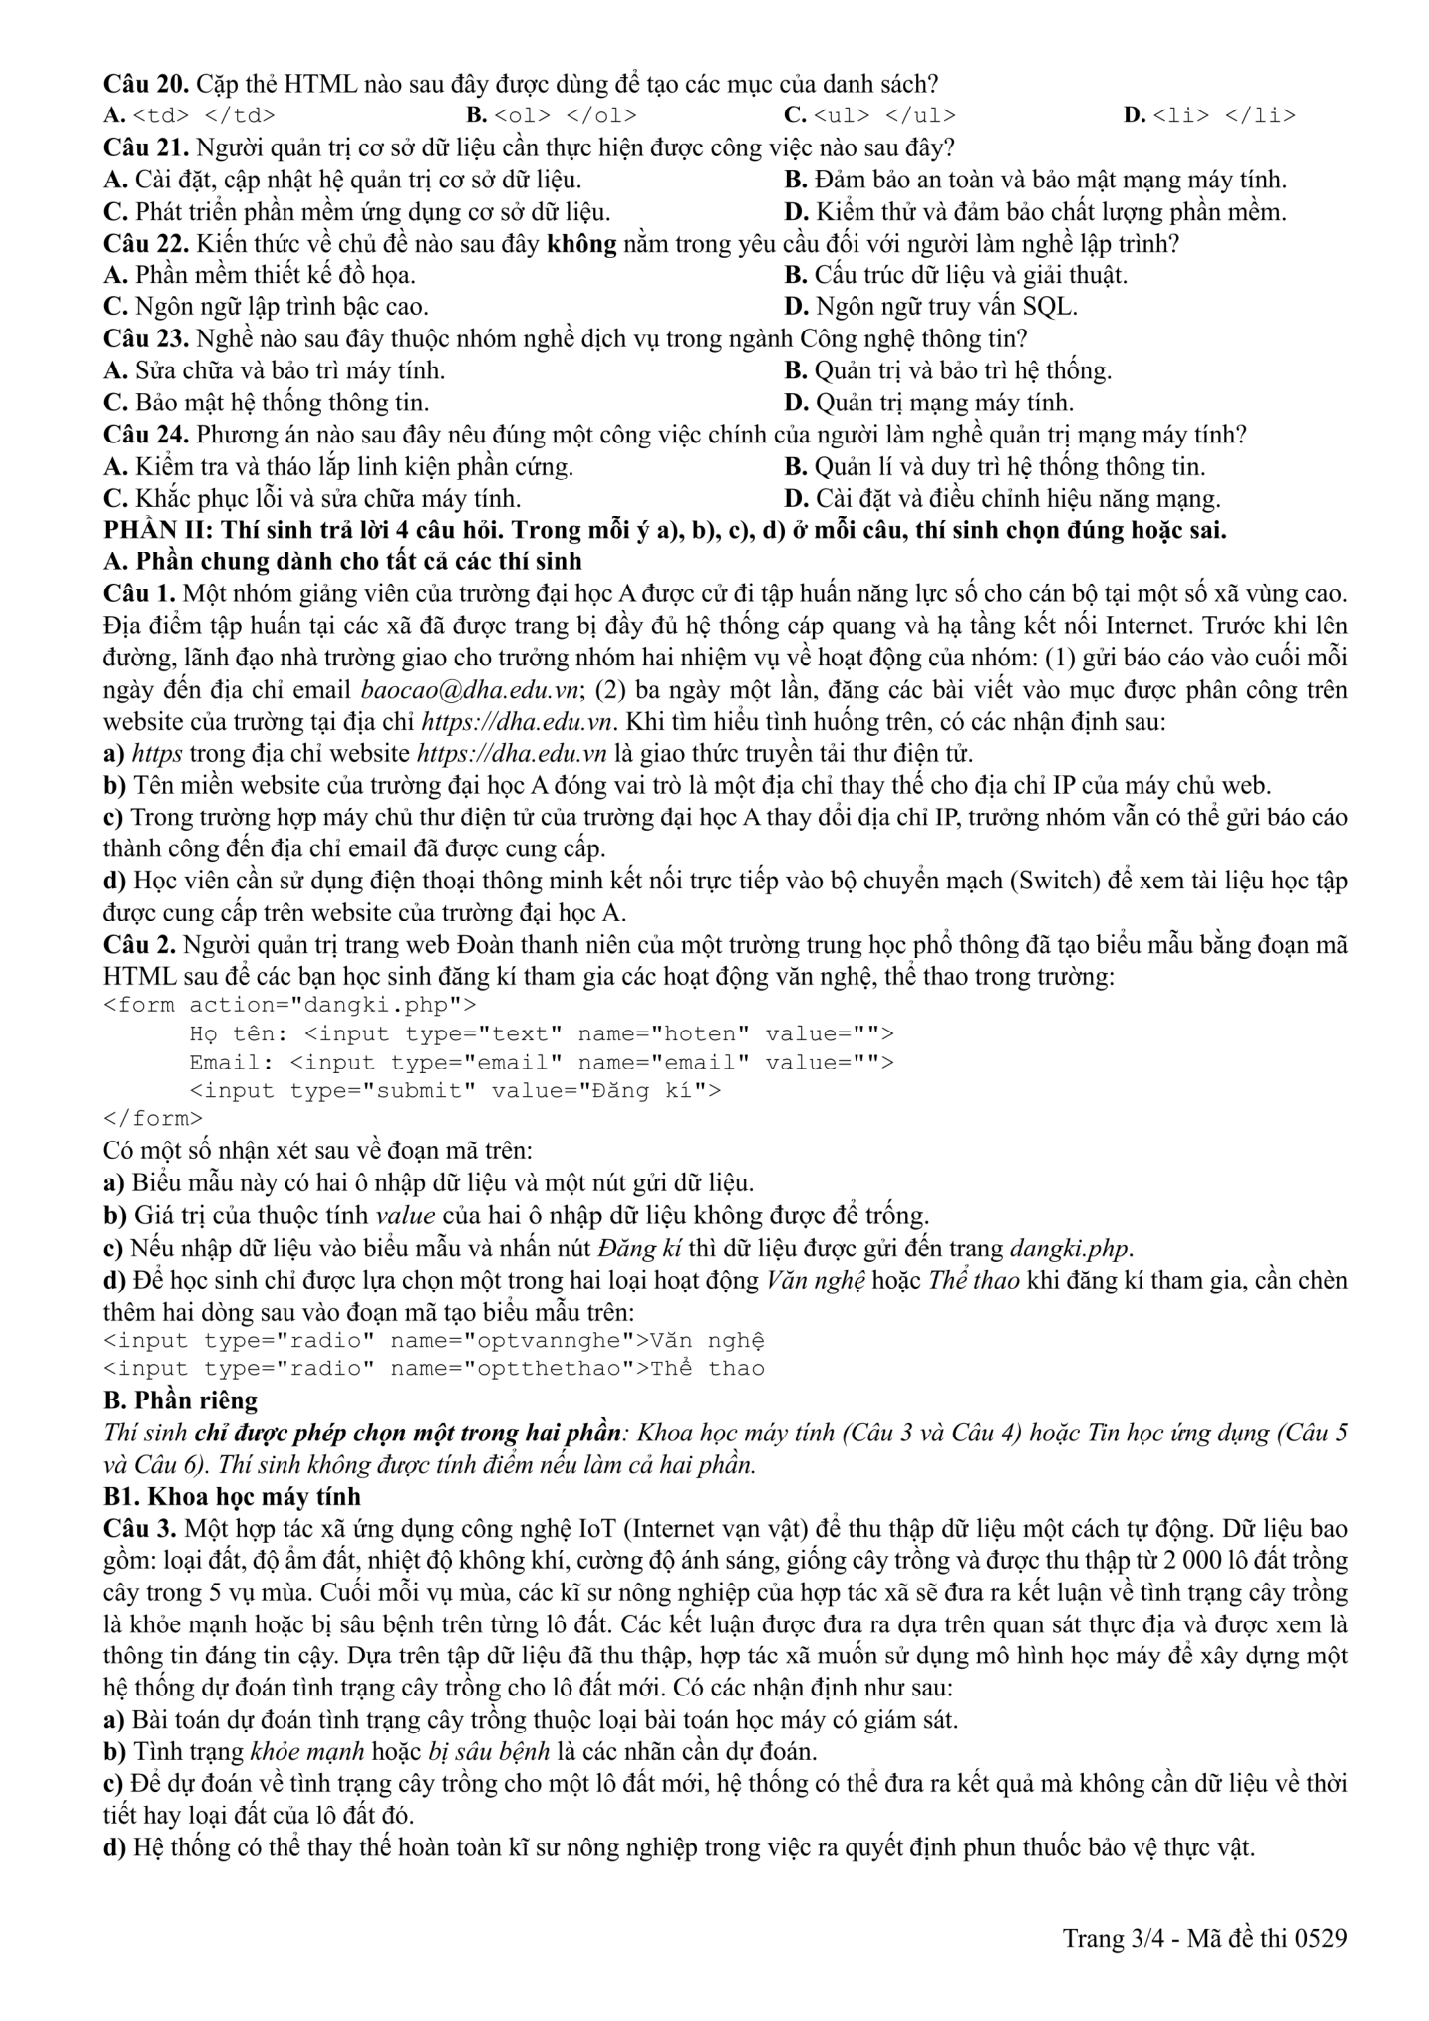 Câu 20. Cặp thẻ HTML nào sau đây được dùng để tạo các mục của danh sách?
A. <td> </td> B. <ol> </ol> C. <ul> </ul> D. <li> </li>
Câu 21. Người quản trị cơ sở dữ liệu cần thực hiện được công việc nào sau đây?
A. Cài đặt, cập nhật hệ quản trị cơ sở dữ liệu. B. Đảm bảo an toàn và bảo mật mạng máy tính.
C. Phát triển phần mềm ứng dụng cơ sở dữ liệu. D. Kiểm thử và đảm bảo chất lượng phần mềm.
Câu 22. Kiến thức về chủ đề nào sau đây không nằm trong yêu cầu đối với người làm nghề lập trình?
A. Phần mềm thiết kế đồ họa. B. Cấu trúc dữ liệu và giải thuật.
C. Ngôn ngữ lập trình bậc cao. D. Ngôn ngữ truy vấn SQL.
Câu 23. Nghề nào sau đây thuộc nhóm nghề dịch vụ trong ngành Công nghệ thông tin?
A. Sửa chữa và bảo trì máy tính. B. Quản trị và bảo trì hệ thống.
C. Bảo mật hệ thống thông tin. D. Quản trị mạng máy tính.
Câu 24. Phương án nào sau đây nêu đúng một công việc chính của người làm nghề quản trị mạng máy tính?
A. Kiểm tra và tháo lắp linh kiện phần cứng. B. Quản lí và duy trì hệ thống thông tin.
C. Khắc phục lỗi và sửa chữa máy tính. D. Cài đặt và điều chỉnh hiệu năng mạng.
PHẦN II: Thí sinh trả lời 4 câu hỏi. Trong mỗi ý a), b), c), d) ở mỗi câu, thí sinh chọn đúng hoặc sai.
A. Phần chung dành cho tất cả các thí sinh
Câu 1. Một nhóm giảng viên của trường đại học A được cử đi tập huấn năng lực số cho cán bộ tại một số xã vùng cao.
Địa điểm tập huấn tại các xã đã được trang bị đầy đủ hệ thống cáp quang và hạ tầng kết nối Internet. Trước khi lên
đường, lãnh đạo nhà trường giao cho trưởng nhóm hai nhiệm vụ về hoạt động của nhóm: (1) gửi báo cáo vào cuối mỗi
ngày đến địa chỉ email baocao@dha.edu.vn; (2) ba ngày một lần, đăng các bài viết vào mục được phân công trên
website của trường tại địa chỉ https://dha.edu.vn. Khi tìm hiểu tình huống trên, có các nhận định sau:
a) https trong địa chỉ website https://dha.edu.vn là giao thức truyền tải thư điện tử.
b) Tên miền website của trường đại học A đóng vai trò là một địa chỉ thay thế cho địa chỉ IP của máy chủ web.
c) Trong trường hợp máy chủ thư điện tử của trường đại học A thay đổi địa chỉ IP, trưởng nhóm vẫn có thể gửi báo cáo
thành công đến địa chỉ email đã được cung cấp.
d) Học viên cần sử dụng điện thoại thông minh kết nối trực tiếp vào bộ chuyển mạch (Switch) để xem tài liệu học tập
được cung cấp trên website của trường đại học A.
Câu 2. Người quản trị trang web Đoàn thanh niên của một trường trung học phổ thông đã tạo biểu mẫu bằng đoạn mã
HTML sau để các bạn học sinh đăng kí tham gia các hoạt động văn nghệ, thể thao trong trường:
<form action="dangki.php">
Họ tên: <input type="text" name="hoten" value="">
Email: <input type="email" name="email" value="">
<input type="submit" value="Đăng kí">
</form>
Có một số nhận xét sau về đoạn mã trên:
a) Biểu mẫu này có hai ô nhập dữ liệu và một nút gửi dữ liệu.
b) Giá trị của thuộc tính value của hai ô nhập dữ liệu không được để trống.
c) Nếu nhập dữ liệu vào biểu mẫu và nhấn nút Đăng kí thì dữ liệu được gửi đến trang dangki.php.
d) Để học sinh chỉ được lựa chọn một trong hai loại hoạt động Văn nghệ hoặc Thể thao khi đăng kí tham gia, cần chèn
thêm hai dòng sau vào đoạn mã tạo biểu mẫu trên:
<input type="radio" name="optvannghe">Văn nghệ
<input type="radio" name="optthethao">Thể thao
B. Phần riêng
Thí sinh chỉ được phép chọn một trong hai phần: Khoa học máy tính (Câu 3 và Câu 4) hoặc Tin học ứng dụng (Câu 5
và Câu 6). Thí sinh không được tính điểm nếu làm cả hai phần.
B1. Khoa học máy tính
Câu 3. Một hợp tác xã ứng dụng công nghệ IoT (Internet vạn vật) để thu thập dữ liệu một cách tự động. Dữ liệu bao
gồm: loại đất, độ ẩm đất, nhiệt độ không khí, cường độ ánh sáng, giống cây trồng và được thu thập từ 2 000 lô đất trồng
cây trong 5 vụ mùa. Cuối mỗi vụ mùa, các kĩ sư nông nghiệp của hợp tác xã sẽ đưa ra kết luận về tình trạng cây trồng
là khỏe mạnh hoặc bị sâu bệnh trên từng lô đất. Các kết luận được đưa ra dựa trên quan sát thực địa và được xem là
thông tin đáng tin cậy. Dựa trên tập dữ liệu đã thu thập, hợp tác xã muốn sử dụng mô hình học máy để xây dựng một
hệ thống dự đoán tình trạng cây trồng cho lô đất mới. Có các nhận định như sau:
a) Bài toán dự đoán tình trạng cây trồng thuộc loại bài toán học máy có giám sát.
b) Tình trạng khỏe mạnh hoặc bị sâu bệnh là các nhãn cần dự đoán.
c) Để dự đoán về tình trạng cây trồng cho một lô đất mới, hệ thống có thể đưa ra kết quả mà không cần dữ liệu về thời
tiết hay loại đất của lô đất đó.
d) Hệ thống có thể thay thế hoàn toàn kĩ sư nông nghiệp trong việc ra quyết định phun thuốc bảo vệ thực vật.
Trang 3/4 - Mã đề thi 0529